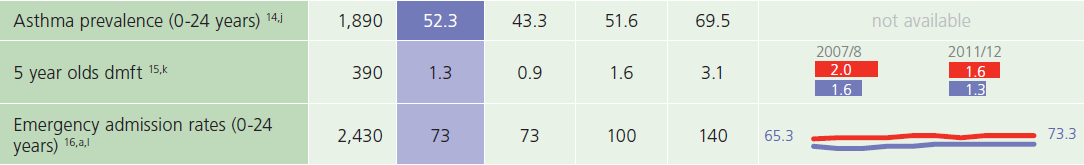 Asthma prevalence (0-24 years) 14,j 1,890 52.3 43.3 51.6 69.5 not available
5 year olds dmft 15,k 390 1.3 0.9 1.6 3.1
2007/8 2011/12
2.0 1.6
1.6 1.3
Emergency admission rates (0-24
years) 16,a,l 2,430 73 73 100 140 65.3 73.3